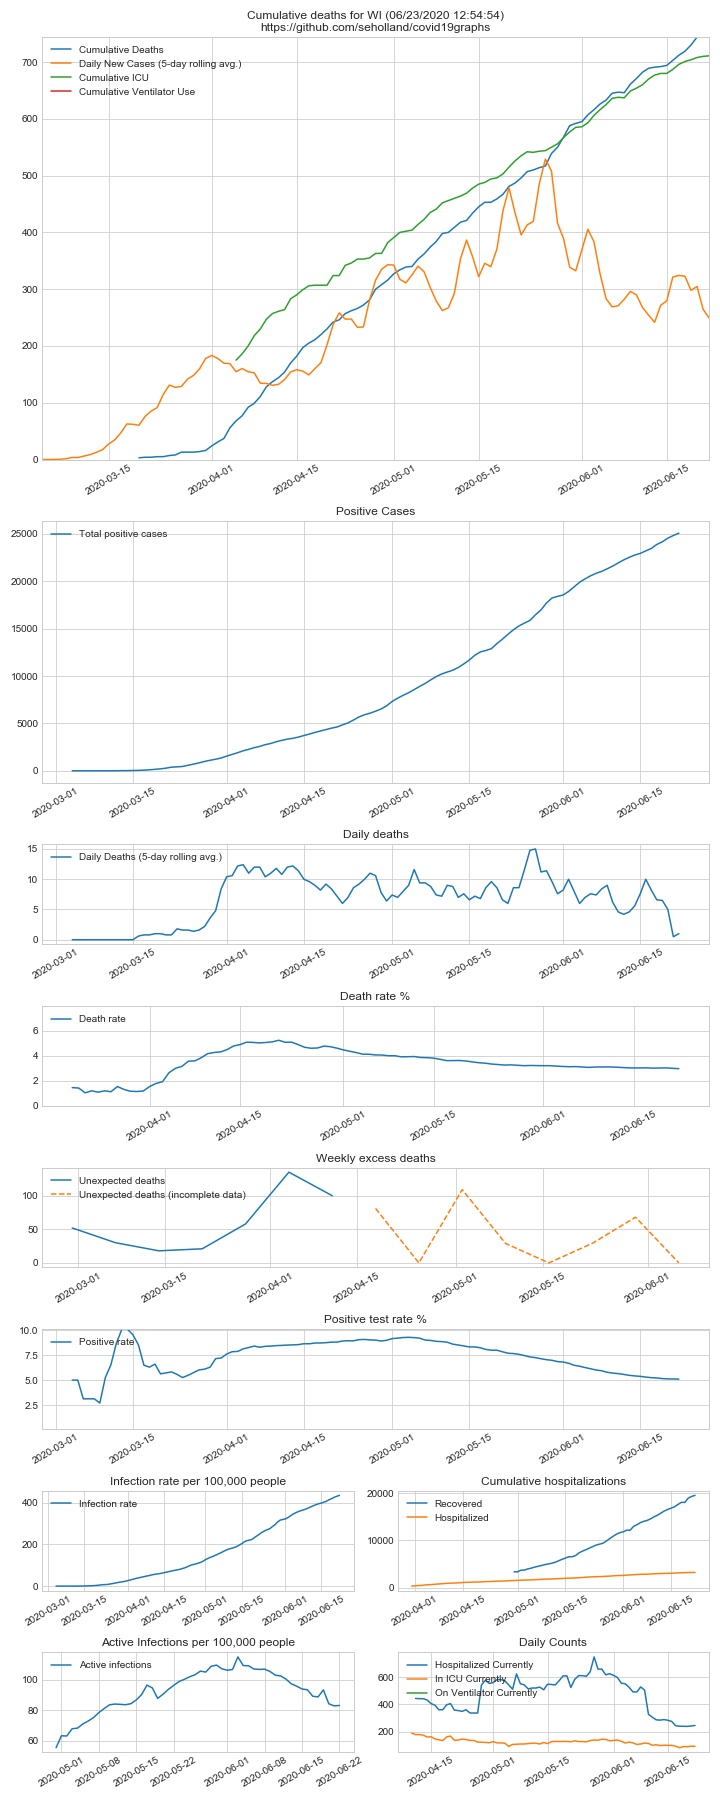 Cumulative deaths for WI (06/23/2020 12:54:54)
https://github.com/seholland/covid19graphs
Cumulative Deaths
Daily New Cases (5-day rolling avg.)
Cumulative ICU
Cumulative Ventilator Use
700
600
500
400
300
200
100
0
2020-03-15 2020-04-01 2020-04-15 2020-05-01 2020-05-15 2020-06-01 2020-06-15
Positive Cases
Total positive cases
25000
20000
15000
10000
5000
0
2020-03-01 2020-03-15 2020-04-01 2020-04-15 2020-05-01 2020-05-15 2020-06-01 2020-06-15
Daily deaths
Daily Deaths (5-day rolling avg.)
15
10
5
0
2020-03-01 2020-03-15 2020-04-01 2020-04-15 2020-05-01 2020-05-15 2020-06-01 2020-06-15
Death rate %
Death rate
6
4
2
0
2020-04-01 2020-04-15 2020-05-01 2020-05-15 2020-06-01 2020-06-15
Weekly excess deaths
Unexpected deaths
Unexpected deaths (incomplete data)
100
50
0
2020-03-01 2020-03-15 2020-04-01 2020-04-15 2020-05-01 2020-05-15 2020-06-01
Positive test rate %
Positive rate
10.0
7.5
5.0
2.5
2020-03-01 2020-03-15 2020-04-01 2020-04-15 2020-05-01 2020-05-15 2020-06-01 2020-06-15
Infection rate per 100,000 people
Infection rate
400
200
0
2020-03-01 2020-03-15 2020-04-01 2020-04-15 2020-05-01 2020-05-15 2020-06-01 2020-06-15
Cumulative hospitalizations
Recovered
Hospitalized
20000
10000
0
2020-04-01 2020-04-15 2020-05-01 2020-05-15 2020-06-01 2020-06-15
Active Infections per 100,000 people
Active infections
100
80
60
2020-05-01 2020-05-08 2020-05-15 2020-05-22 2020-06-01 2020-06-08 2020-06-15 2020-06-22
Daily Counts
Hospitalized Currently
In ICU Currently
On Ventilator Currently
600
400
200
2020-04-15 2020-05-01 2020-05-15 2020-06-01 2020-06-15